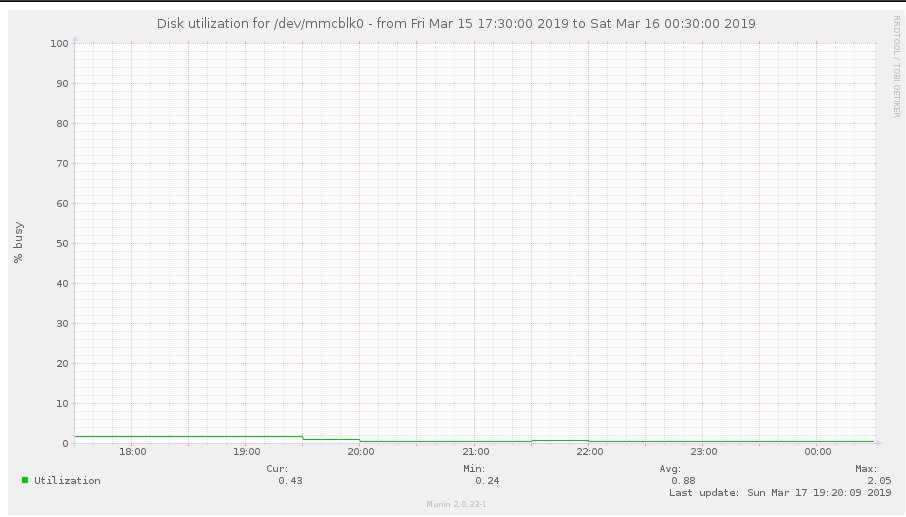 Disk utilization for /dev/mmcblk0 - from Fri Mar 15 17:30:00 2019 to Sat Mar 16 00:30:00 2019
RRDTOOL / TOBI OETIKER
% busy
100
90
80
70
60
50
40
30
20
10
0
18:00 19:00 20:00 21:00 22:00 23:00 00:00
Cur: Min: Avg: Max:
Utilization 0.43 0.24 0.88 2.05
Last update: Sun Mar 17 19:20:09 2019
Munin 2.0.33-1